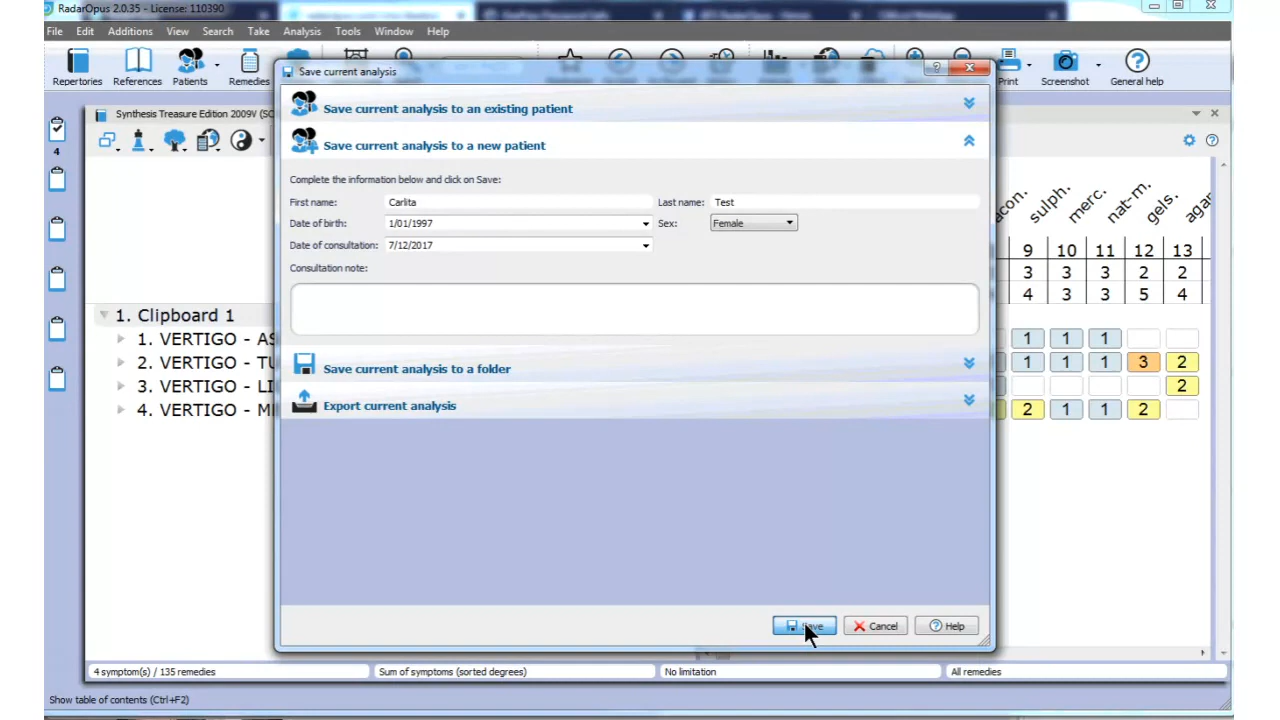 RadarOpus 2.0.35 - License: 110390
File Edit Additions View Search Take Analysis Tools Window Help
Repertories References Patients Remedies Print Screenshot General help
Save current analysis
Synthesis Treasure Edition 2009V
Save current analysis to an existing patient
Save current analysis to a new patient
Complete the information below and click on Save:
First name: Carlita Last name: Test
Date of birth: 1/01/1997 Sex: Female
Date of consultation: 7/12/2017
Consultation note:
Save current analysis to a folder
Export current analysis
Save Cancel Help
4
acon. sulph. merc. nat-m. gels. agar
9 10 11 12 13
3 3 3 2 2
4 3 3 5 4
1. Clipboard 1
1. VERTIGO - AS 1 1 1
2. VERTIGO - TU 1 1 1 3 2
3. VERTIGO - LI 2
4. VERTIGO - M 2 1 1 2
4 symptom(s) / 135 remedies Sum of symptoms (sorted degrees) No limitation All remedies
Show table of contents (Ctrl+F2)